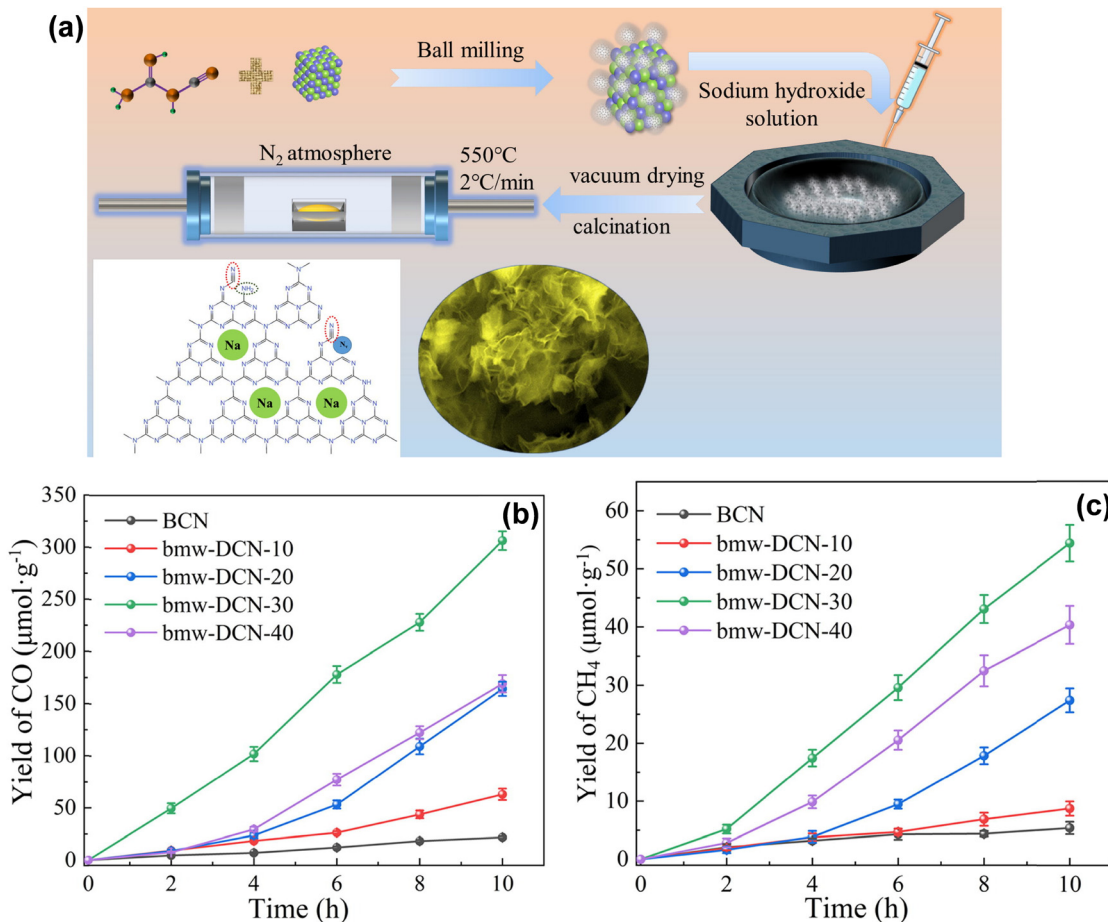 (a)
Ball milling
Sodium hydroxide
solution
N₂ atmosphere
550℃
2℃/min
vacuum drying
calcination
N
NH₂
Na
Na
Na
NH
(b)
350
300
250
200
150
100
50
0
Yield of CO (μmol·g⁻¹)
BCN
bmw-DCN-10
bmw-DCN-20
bmw-DCN-30
bmw-DCN-40
0 2 4 6 8 10
Time (h)
(c)
60
50
40
30
20
10
0
Yield of CH₄ (μmol·g⁻¹)
BCN
bmw-DCN-10
bmw-DCN-20
bmw-DCN-30
bmw-DCN-40
0 2 4 6 8 10
Time (h)